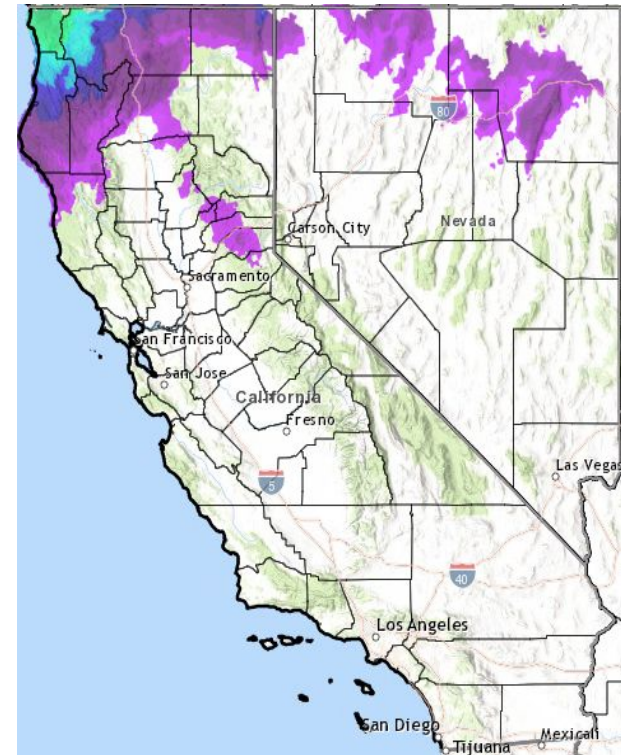 80
Nevada
Carson City
Sacramento
San Francisco
San Jose
California
Fresno
Las Vegas
5
40
Los Angeles
San Diego
Tijuana
Mexicali